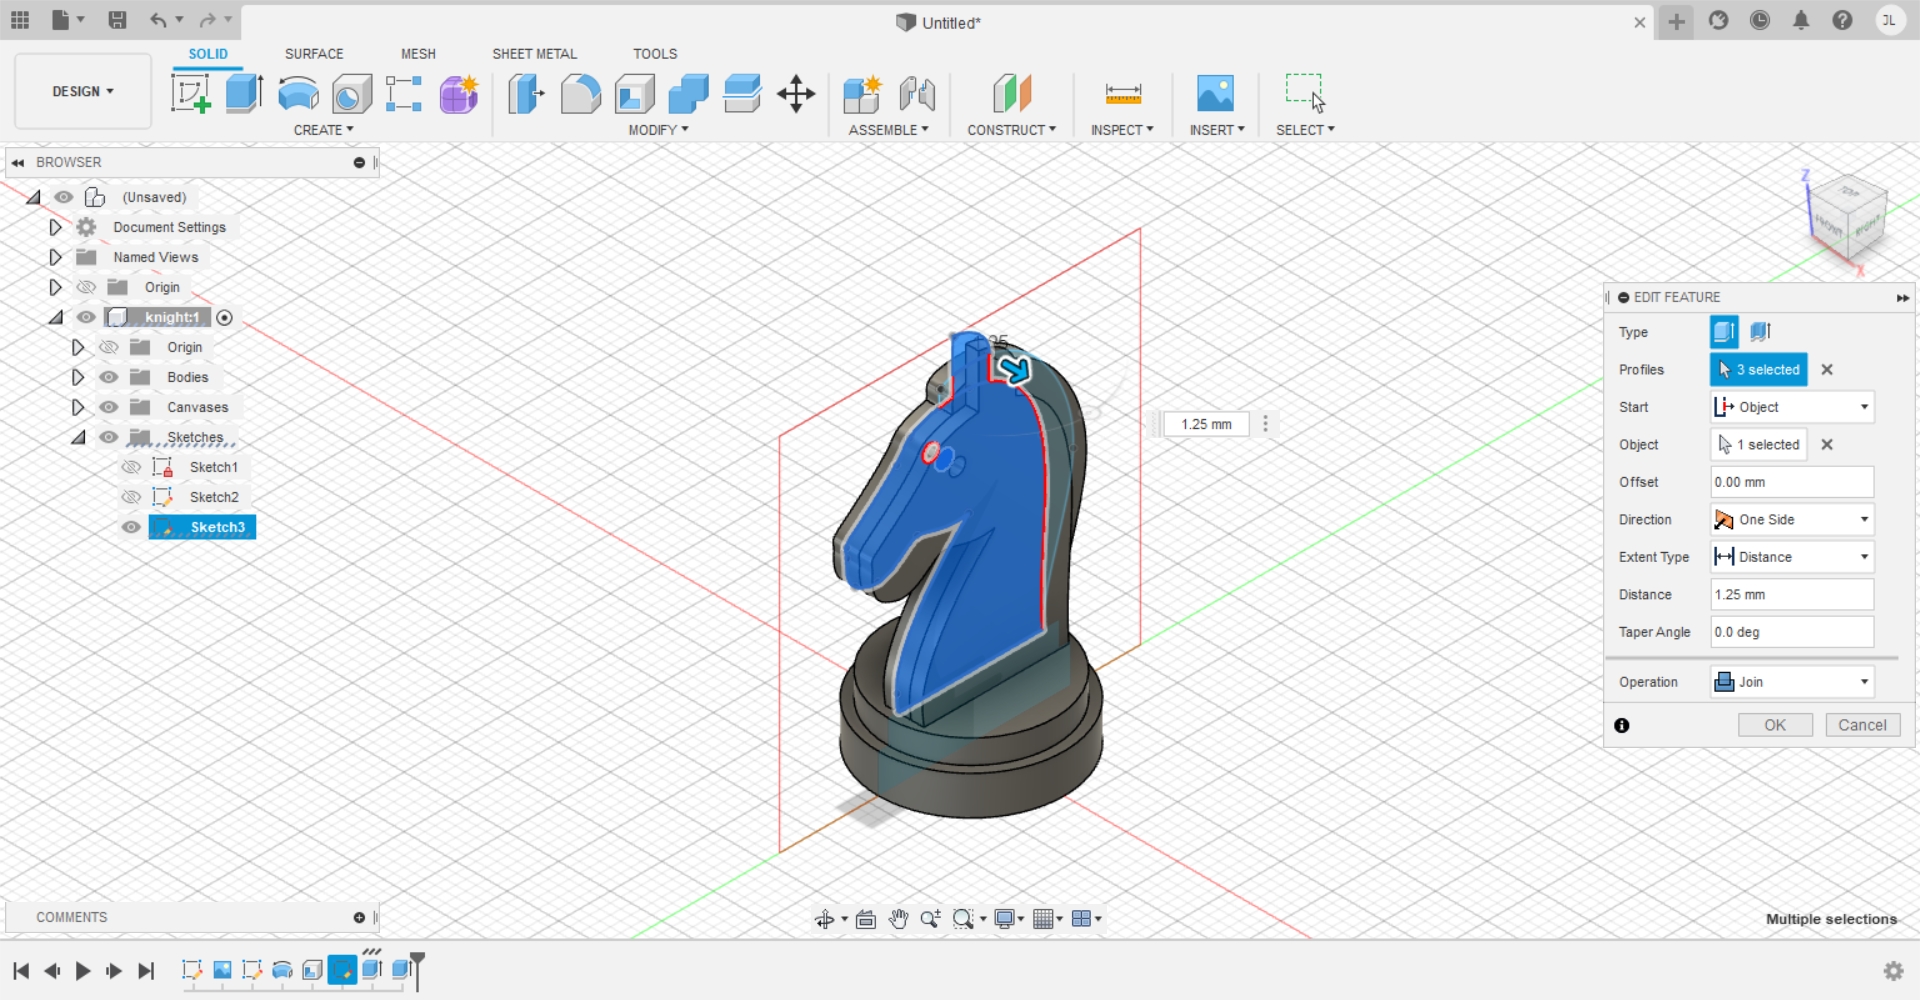 Untitled*
JL
SOLID
SURFACE
MESH
SHEET METAL
TOOLS
DESIGN
CREATE
MODIFY
ASSEMBLE
CONSTRUCT
INSPECT
INSERT
SELECT
BROWSER
(Unsaved)
Document Settings
Named Views
Origin
knight:1
Origin
Bodies
Canvases
Sketches
Sketch1
Sketch2
Sketch3
Z
TOP
FRONT
RIGHT
X
1.25 mm
EDIT FEATURE
Type
Profiles
3 selected
Start
Object
Object
1 selected
Offset
0.00 mm
Direction
One Side
Extent Type
Distance
Distance
1.25 mm
Taper Angle
0.0 deg
Operation
Join
OK
Cancel
COMMENTS
Multiple selections